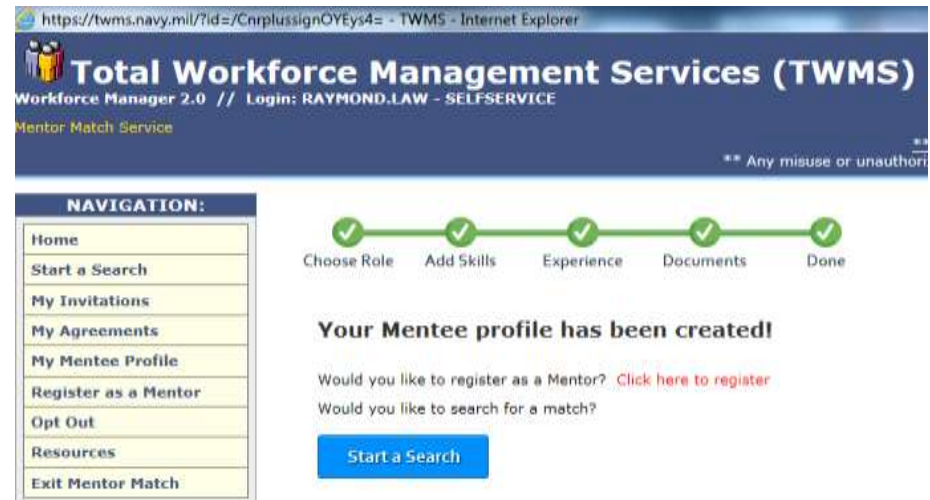 https://twms.navy.mil/?id=/CnrplussignOYEys4= - TWMS - Internet Explorer
Total Workforce Management Services (TWMS)
Workforce Manager 2.0 // Login: RAYMOND.LAW - SELFSERVICE
Mentor Match Service
**
** Any misuse or unauthori
NAVIGATION:
Home
Start a Search
My Invitations
My Agreements
My Mentee Profile
Register as a Mentor
Opt Out
Resources
Exit Mentor Match
Choose Role Add Skills Experience Documents Done
Your Mentee profile has been created!
Would you like to register as a Mentor? Click here to register
Would you like to search for a match?
Start a Search